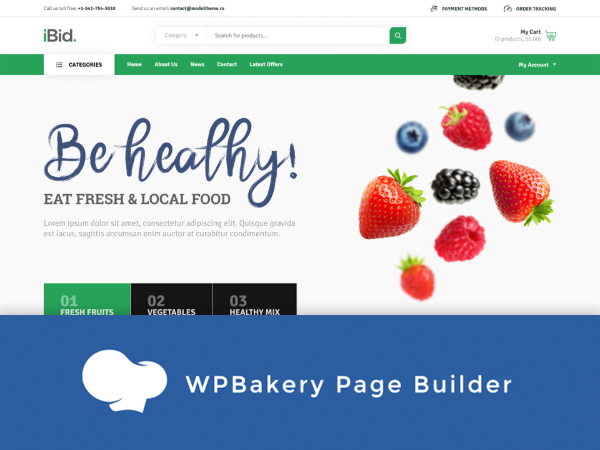 Call us toll free: +1-541-754-3010 Send us an email: contact@modeltheme.ro PAYMENT METHODS ORDER TRACKING
iBid. Category Search for products... My Cart
(0 products, $0.00)
CATEGORIES Home About Us News Contact Latest Offers My Account
Be healhy!
EAT FRESH & LOCAL FOOD
Lorem ipsum dolor sit amet, consectetur adipiscing elit. Quisque gravida
est lacus, sagittis accumsan enim auctor at curabitur condimentum.
01 02 03
FRESH FRUITS VEGETABLES HEALTHY MIX
WPBakery Page Builder